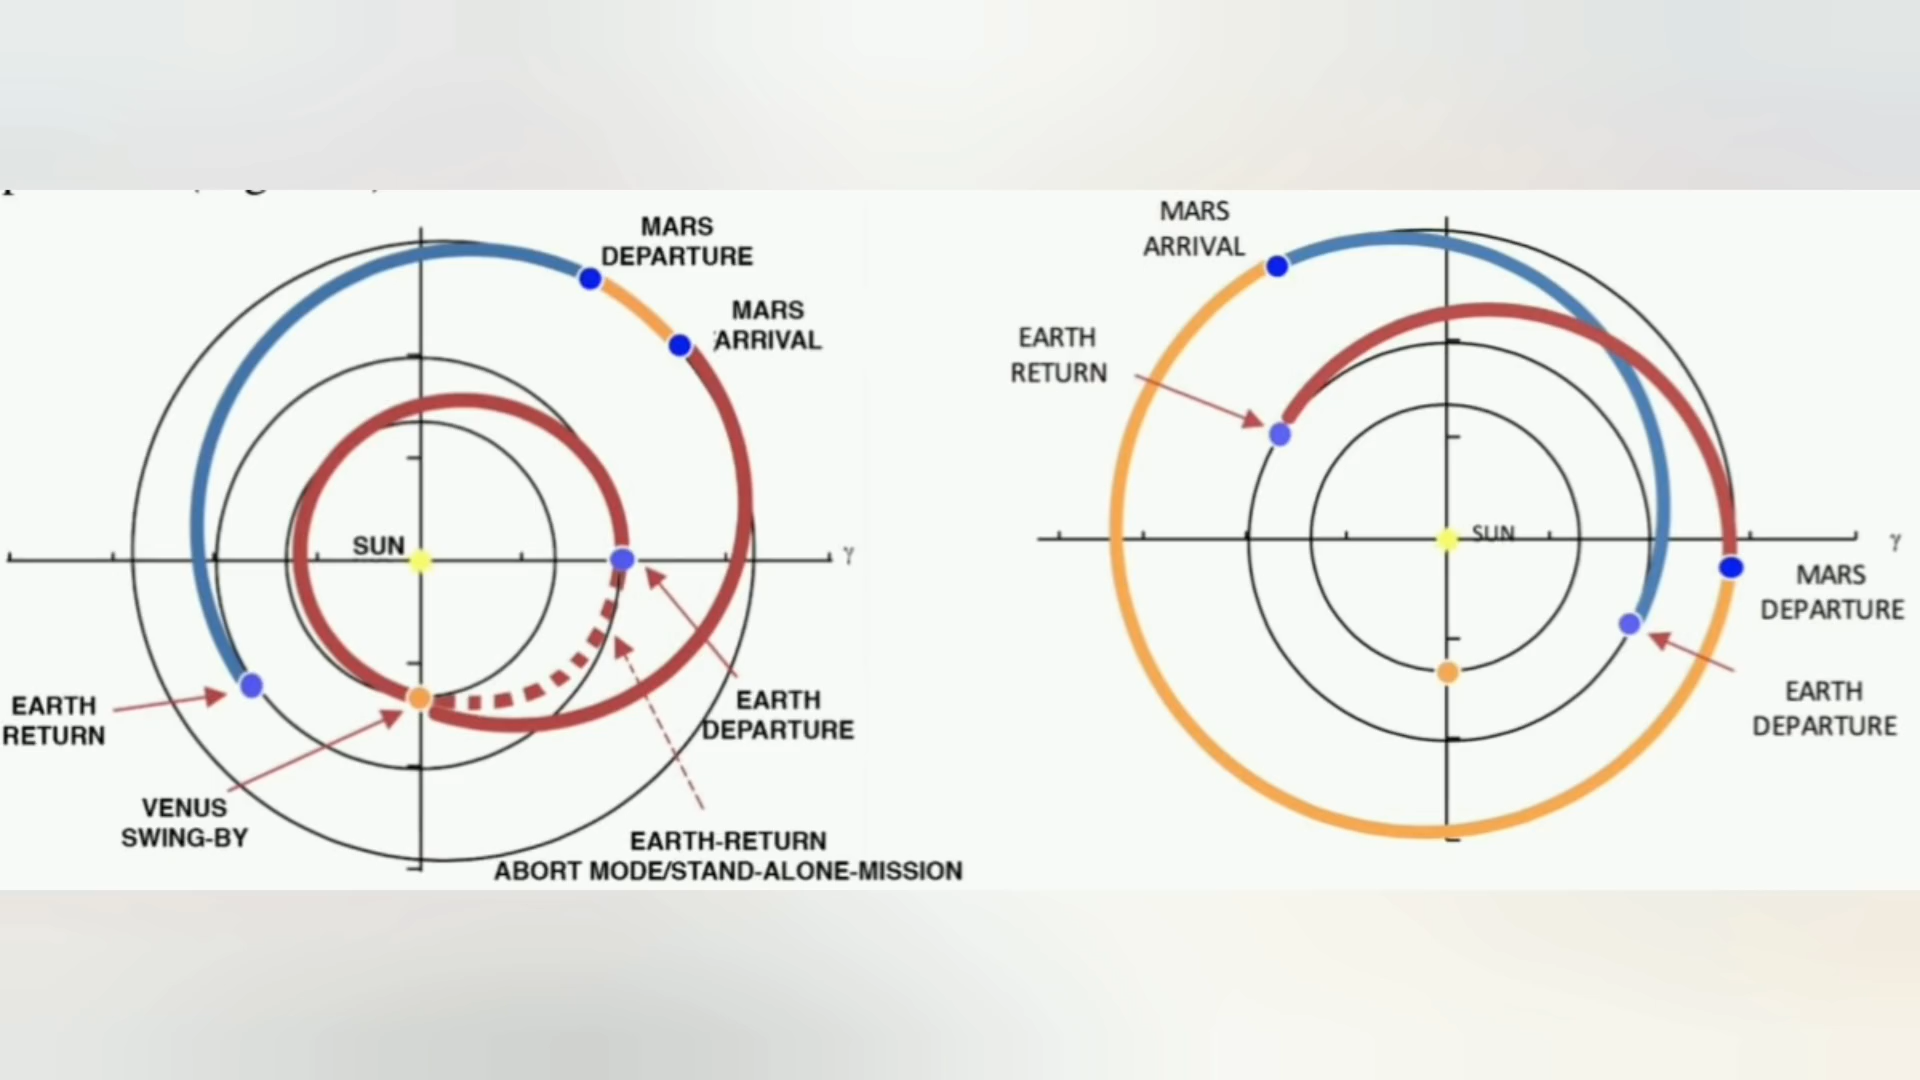 MARS
DEPARTURE
MARS
ARRIVAL
SUN
γ
EARTH
RETURN
EARTH
DEPARTURE
VENUS
SWING-BY
EARTH-RETURN
ABORT MODE/STAND-ALONE-MISSION
MARS
ARRIVAL
EARTH
RETURN
SUN
γ
MARS
DEPARTURE
EARTH
DEPARTURE